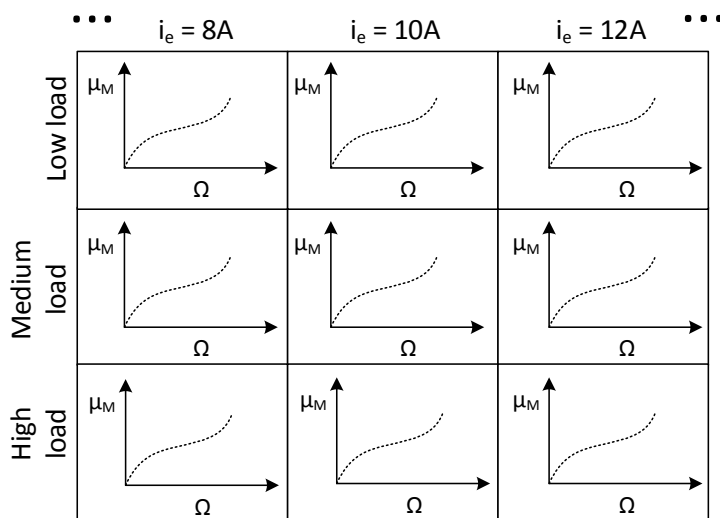 ... i_e = 8A i_e = 10A i_e = 12A ...
Low load
μ_M μ_M μ_M
Ω Ω Ω
Medium load
μ_M μ_M μ_M
Ω Ω Ω
High load
μ_M μ_M μ_M
Ω Ω Ω